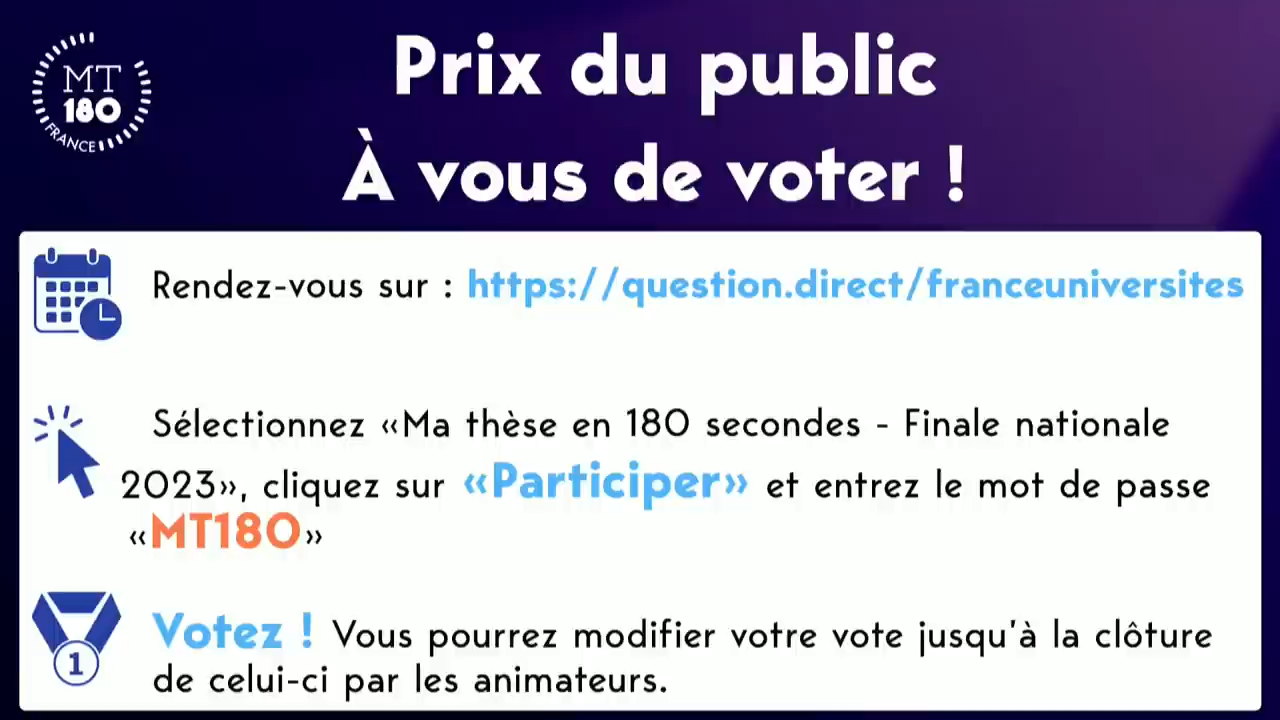 MT
180
FRANCE
Prix du public
À vous de voter !
Rendez-vous sur : https://question.direct/franceuniversites
Sélectionnez «Ma thèse en 180 secondes - Finale nationale
2023», cliquez sur «Participer» et entrez le mot de passe
«MT180»
Votez ! Vous pourrez modifier votre vote jusqu'à la clôture
de celui-ci par les animateurs.
1